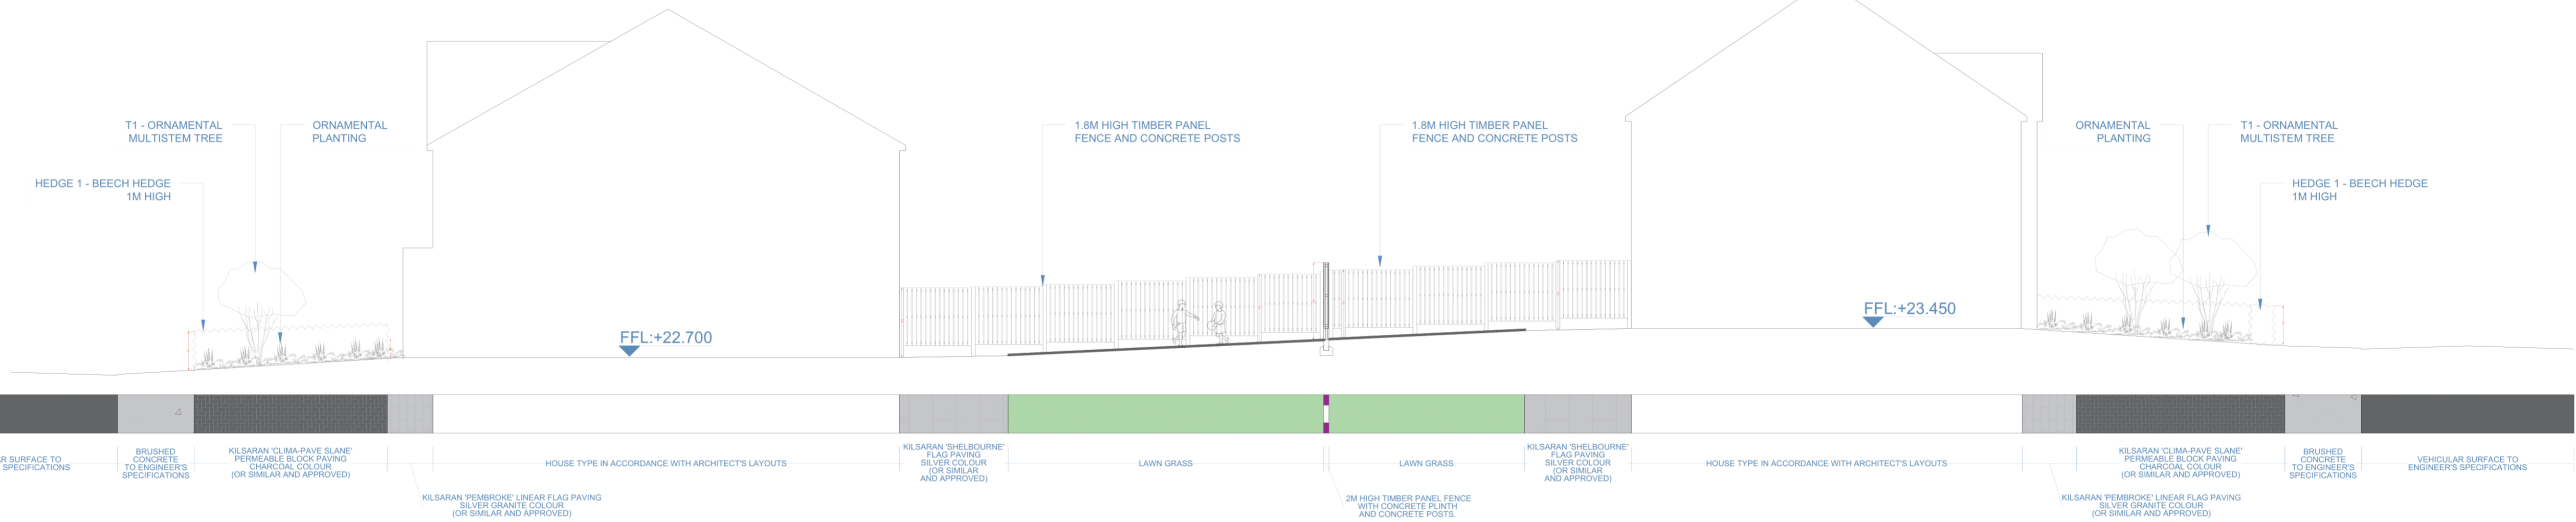 T1 - ORNAMENTAL
MULTISTEM TREE
ORNAMENTAL
PLANTING
HEDGE 1 - BEECH HEDGE
1M HIGH
1.8M HIGH TIMBER PANEL
FENCE AND CONCRETE POSTS
1.8M HIGH TIMBER PANEL
FENCE AND CONCRETE POSTS
ORNAMENTAL
PLANTING
T1 - ORNAMENTAL
MULTISTEM TREE
HEDGE 1 - BEECH HEDGE
1M HIGH
FFL:+22.700
FFL:+23.450
SURFACE TO
SPECIFICATIONS
BRUSHED
CONCRETE
TO ENGINEER'S
SPECIFICATIONS
KILSARAN 'CLIMA-PAVE SLANE'
PERMEABLE BLOCK PAVING
CHARCOAL COLOUR
(OR SIMILAR AND APPROVED)
KILSARAN 'PEMBROKE' LINEAR FLAG PAVING
SILVER GRANITE COLOUR
(OR SIMILAR AND APPROVED)
HOUSE TYPE IN ACCORDANCE WITH ARCHITECT'S LAYOUTS
KILSARAN 'SHELBOURNE'
FLAG PAVING
SILVER COLOUR
(OR SIMILAR
AND APPROVED)
LAWN GRASS
2M HIGH TIMBER PANEL FENCE
WITH CONCRETE PLINTH
AND CONCRETE POSTS.
LAWN GRASS
KILSARAN 'SHELBOURNE'
FLAG PAVING
SILVER COLOUR
(OR SIMILAR
AND APPROVED)
HOUSE TYPE IN ACCORDANCE WITH ARCHITECT'S LAYOUTS
KILSARAN 'PEMBROKE' LINEAR FLAG PAVING
SILVER GRANITE COLOUR
(OR SIMILAR AND APPROVED)
KILSARAN 'CLIMA-PAVE SLANE'
PERMEABLE BLOCK PAVING
CHARCOAL COLOUR
(OR SIMILAR AND APPROVED)
BRUSHED
CONCRETE
TO ENGINEER'S
SPECIFICATIONS
VEHICULAR SURFACE TO
ENGINEER'S SPECIFICATIONS